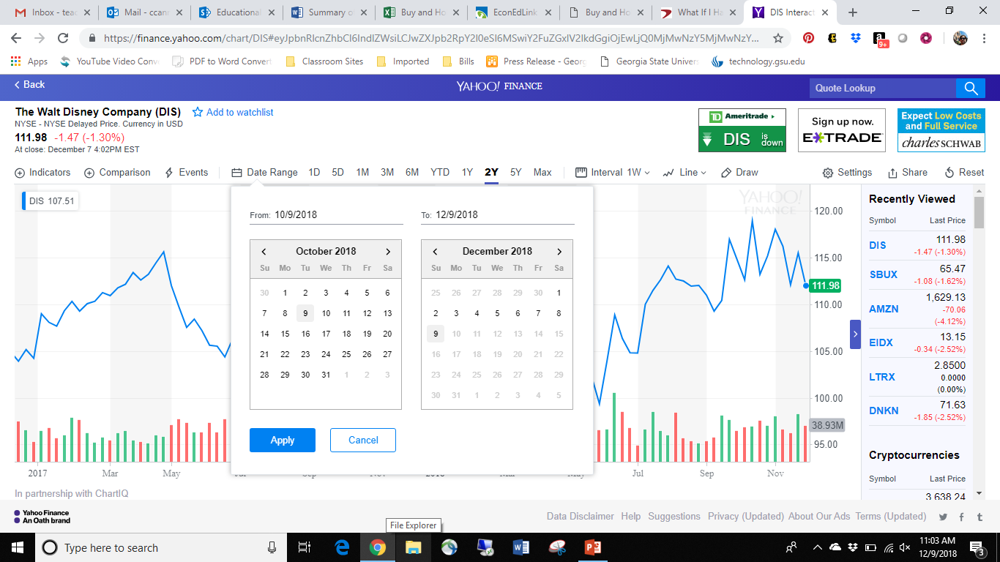 Inbox - tea
Mail - ccann
Educational
Summary o
Buy and Ho
EconEdLink
Buy and Ho
What If I Ha
DIS Interact
https://finance.yahoo.com/chart/DIS#eyJpbnRlcnZhbCI6IndlZWsiLCJwZXJpb2RpY2l0eSI6MSwiY2FuZGxlV2lkdGgiOjEwLjQ0MjMwNzY5MjMwNzY...
9+
Apps
YouTube Video Conv
PDF to Word Convert
Classroom Sites
Imported
Bills
Press Release - Georg
Georgia State Univers
technology.gsu.edu
Back
YAHOO! FINANCE
Quote Lookup
The Walt Disney Company (DIS)
Add to watchlist
NYSE - NYSE Delayed Price. Currency in USD
111.98 -1.47 (-1.30%)
At close: December 7 4:02PM EST
TD Ameritrade
DIS is down
Sign up now.
E*TRADE
Expect Low Costs
and Full Service
charles SCHWAB
Indicators
Comparison
Events
Date Range 1D 5D 1M 3M 6M YTD 1Y 2Y 5Y Max
Interval 1W
Line
Draw
Settings
Share
Reset
DIS 107.51
From: 10/9/2018
To: 12/9/2018
October 2018
Su Mo Tu We Th Fr Sa
30 1 2 3 4 5 6
7 8 9 10 11 12 13
14 15 16 17 18 19 20
21 22 23 24 25 26 27
28 29 30 31 1 2 3
December 2018
Su Mo Tu We Th Fr Sa
25 26 27 28 29 30 1
2 3 4 5 6 7 8
9 10 11 12 13 14 15
16 17 18 19 20 21 22
23 24 25 26 27 28 29
30 31 1 2 3 4 5
Apply
Cancel
YAHOO!
FINANCE
120.00
115.00
111.98
110.00
105.00
100.00
38.93M
95.00
2017 Mar May Jul Sep Nov 2018 Mar May Jul Sep Nov
In partnership with ChartIQ
Recently Viewed
Symbol Last Price
DIS 111.98
-1.47 (-1.30%)
SBUX 65.47
-1.08 (-1.62%)
AMZN 1,629.13
-70.06
(-4.12%)
EIDX 13.15
-0.34 (-2.52%)
LTRX 2.8500
0.0000
(0.00%)
DNKN 71.63
-1.85 (-2.52%)
Cryptocurrencies
Symbol Last Price
3,638.24
Yahoo Finance
An Oath brand
Data Disclaimer Help Suggestions Privacy (Updated) About Our Ads Terms (Updated)
File Explorer
Type here to search
11:03 AM
12/9/2018
3